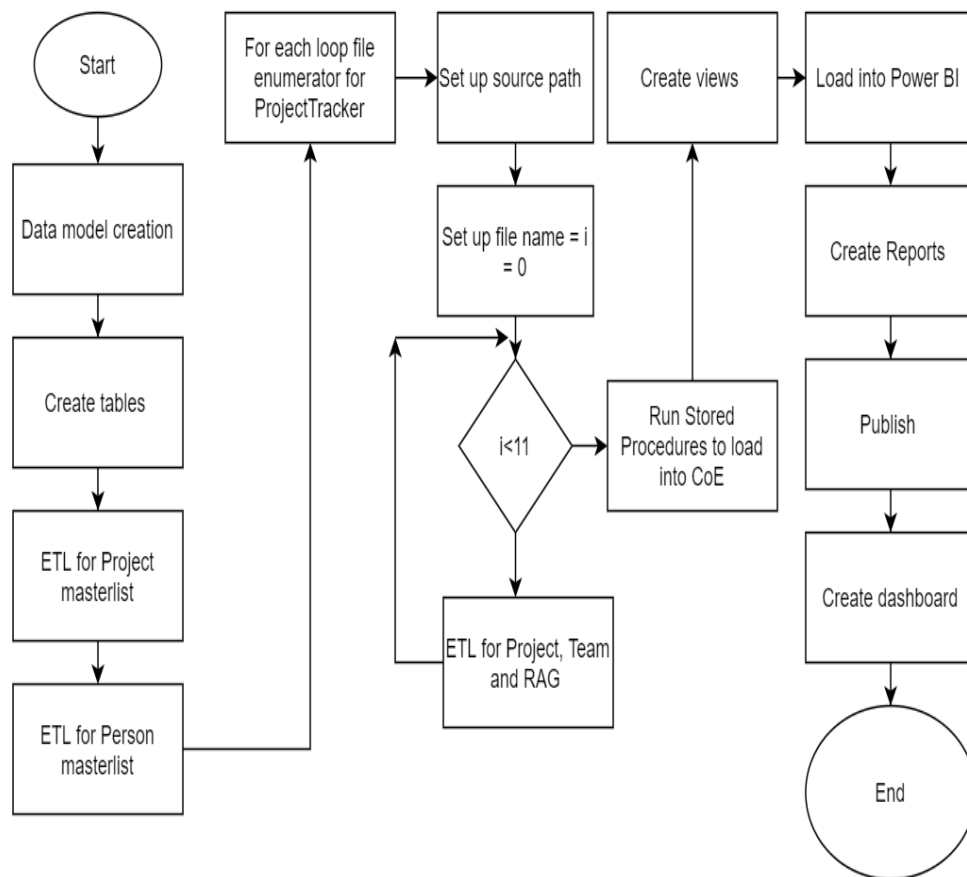 Start
Data model creation
Create tables
ETL for Project
masterlist
ETL for Person
masterlist
For each loop file
enumerator for
ProjectTracker
Set up source path
Set up file name = i
= 0
i<11
ETL for Project, Team
and RAG
Run Stored
Procedures to load
into CoE
Create views
Load into Power BI
Create Reports
Publish
Create dashboard
End